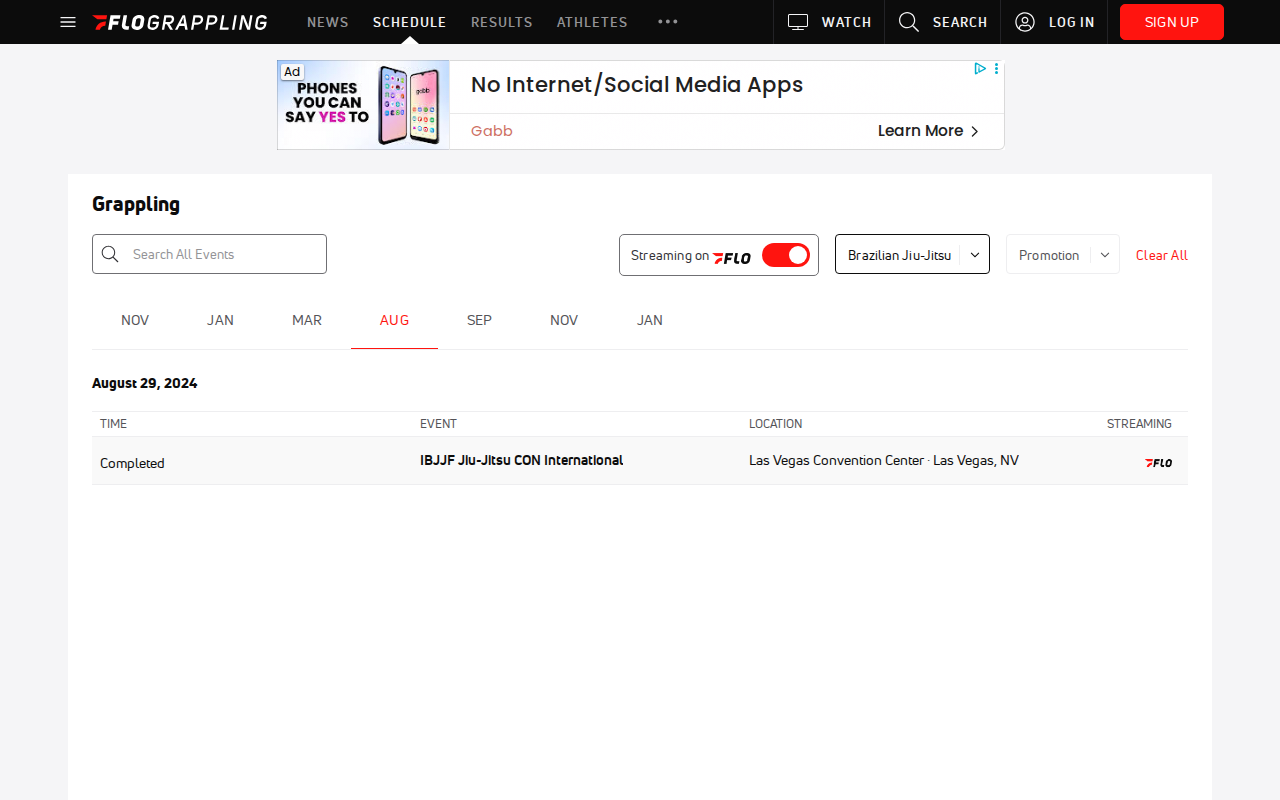 FLOGRAPPLING NEWS SCHEDULE RESULTS ATHLETES WATCH SEARCH LOG IN SIGN UP
Ad
PHONES
YOU CAN
SAY YES TO
gabb
No Internet/Social Media Apps
Gabb
Learn More
Grappling
Search All Events
Streaming on FLO
Brazilian Jiu-Jitsu
Promotion
Clear All
NOV JAN MAR AUG SEP NOV JAN
August 29, 2024
TIME EVENT LOCATION STREAMING
Completed IBJJF Jiu-Jitsu CON International Las Vegas Convention Center · Las Vegas, NV FLO